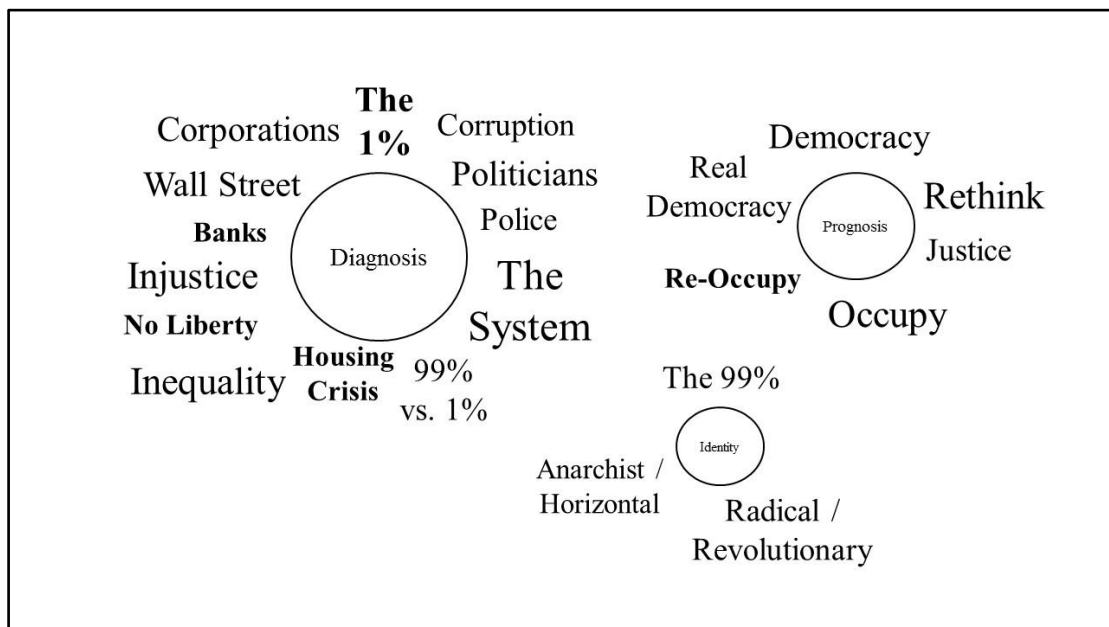 The
1%
Corporations
Corruption
Wall Street
Politicians
Banks
Police
Diagnosis
Injustice
The
System
No Liberty
Inequality
Housing
Crisis
99%
vs. 1%
Democracy
Real
Democracy
Rethink
Prognosis
Justice
Re-Occupy
Occupy
The 99%
Identity
Anarchist /
Horizontal
Radical /
Revolutionary